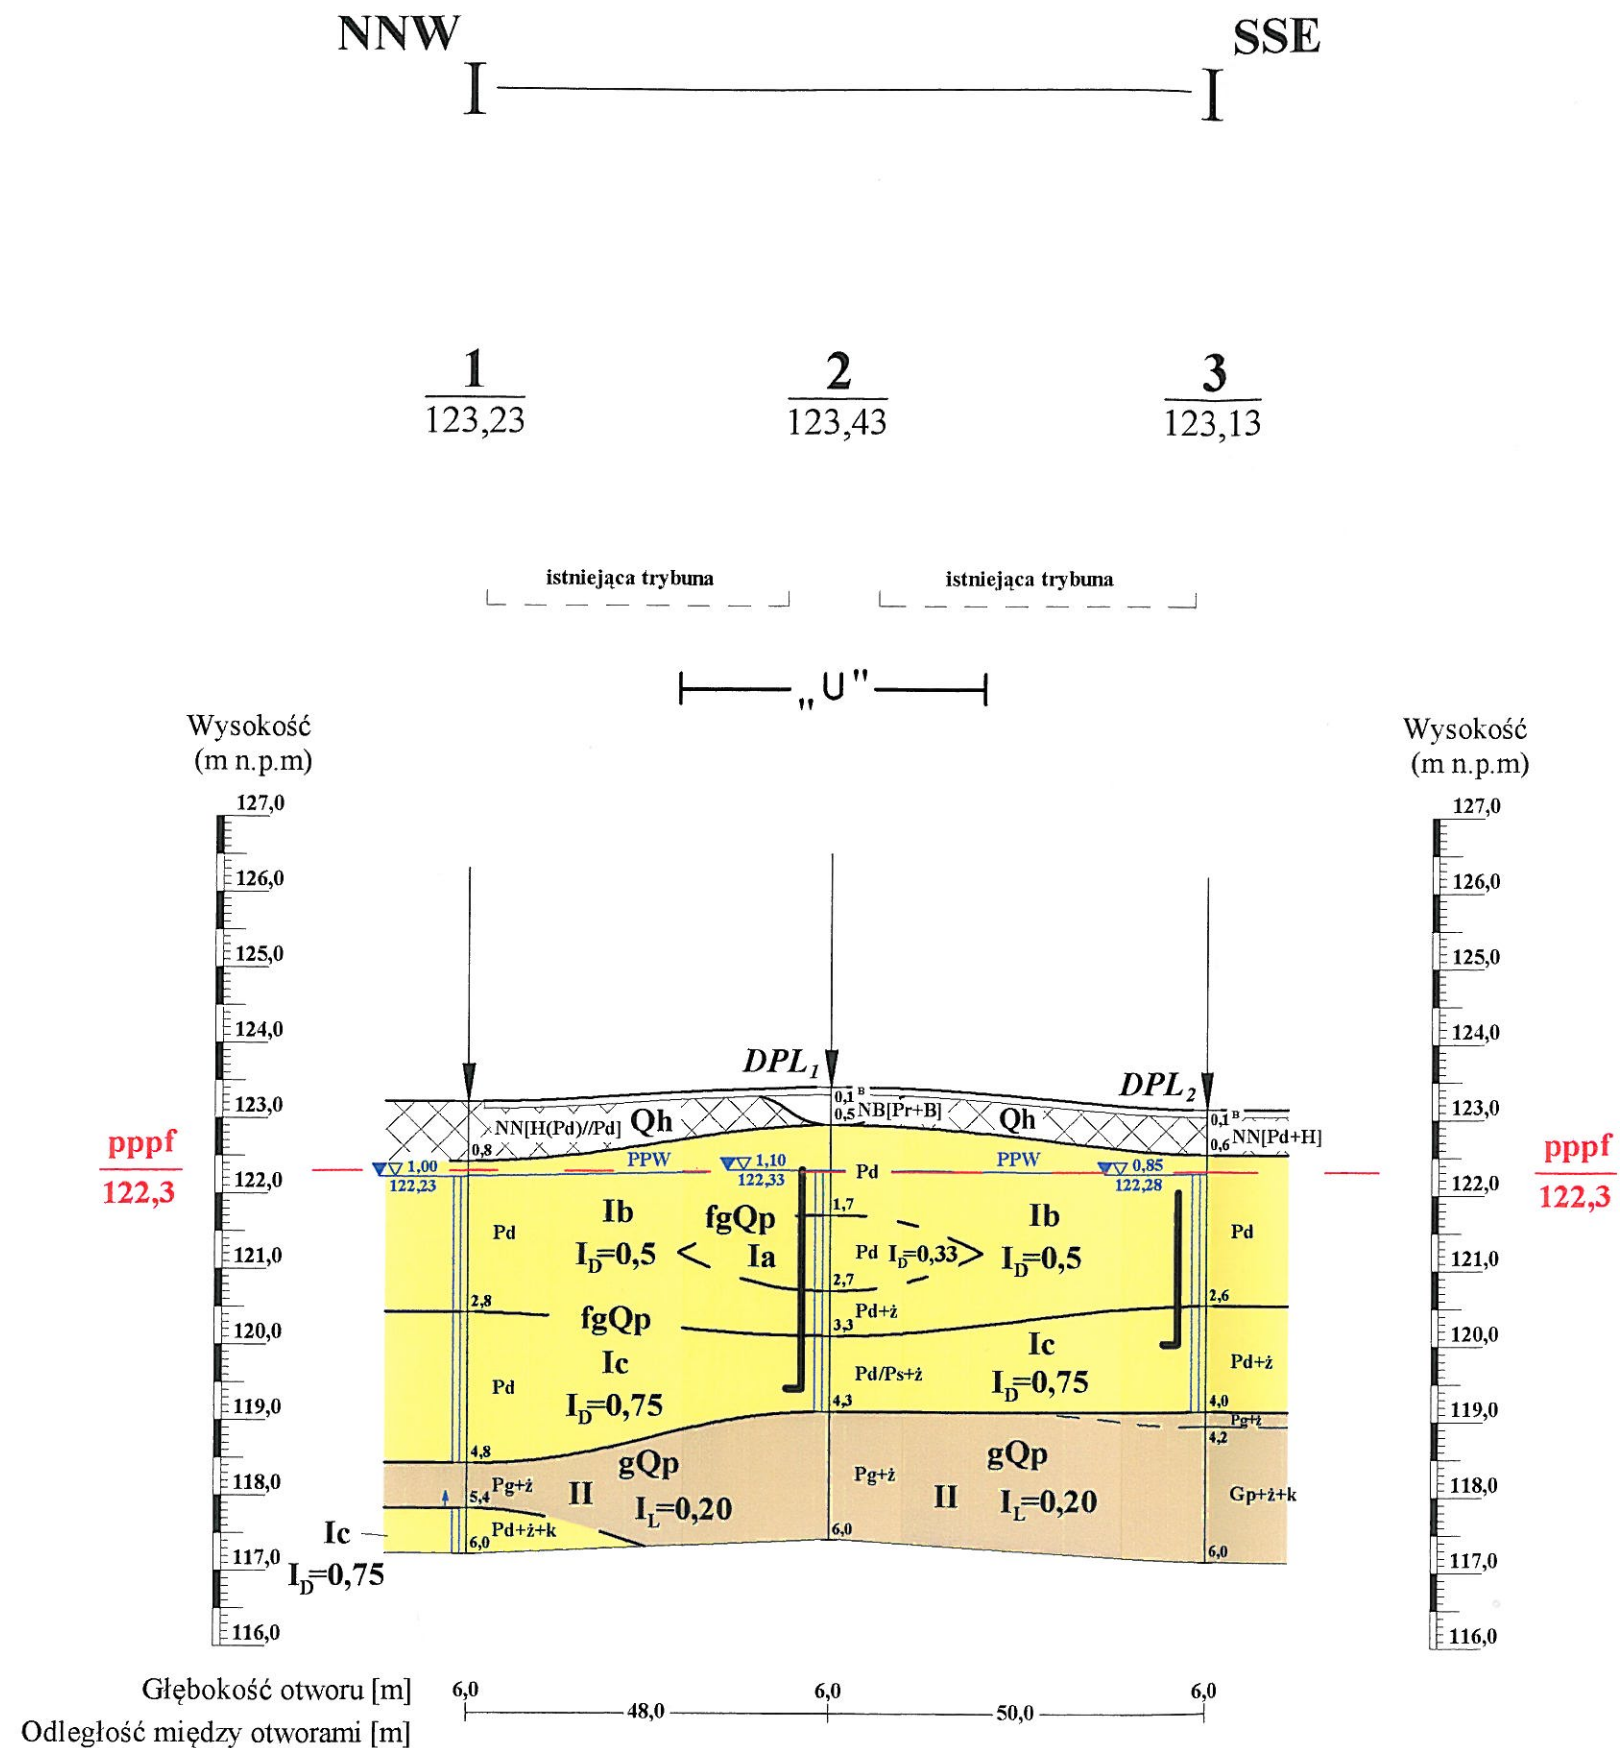 NNW
SSE
I
I
1
123,23
2
123,43
3
123,13
istniejąca trybuna
istniejąca trybuna
„U"
Wysokość
(m n.p.m)
Wysokość
(m n.p.m)
127,0
126,0
125,0
124,0
123,0
122,0
121,0
120,0
119,0
118,0
117,0
116,0
127,0
126,0
125,0
124,0
123,0
122,0
121,0
120,0
119,0
118,0
117,0
116,0
pppf
122,3
pppf
122,3
DPL1
DPL2
0,1 B
0,5 NB[Pr+B]
NN[H(Pd)//Pd]
Qh
Qh
0,1 B
0,6 NN[Pd+H]
0,8
1,00
122,23
PPW
1,10
122,33
PPW
0,85
122,28
Pd
Pd
Ib
ID=0,5
fgQp
Ia
1,7
Pd
ID=0,33
2,7
Ib
ID=0,5
Pd
2,8
fgQp
Pd+ż
3,3
2,6
Ic
ID=0,75
Pd
Pd/Ps+ż
4,3
Ic
ID=0,75
Pd+ż
4,0
Pg+ż
4,2
4,8
Pg+ż
5,4
II
gQp
IL=0,20
Pg+ż
II
gQp
IL=0,20
Gp+ż+k
Pd+ż+k
6,0
6,0
6,0
Ic
ID=0,75
Głębokość otworu [m]
6,0
6,0
6,0
Odległość między otworami [m]
48,0
50,0